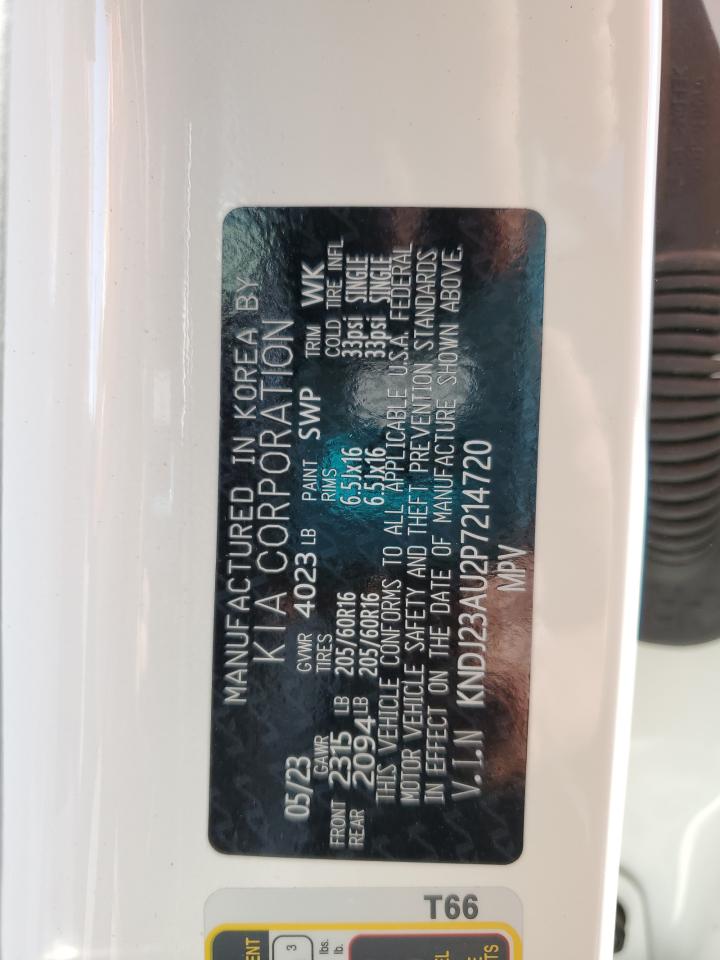 MANUFACTURED IN KOREA BY
KIA CORPORATION
05/23 GVWR 4023 LB PAINT SWP TRIM WK
GAWR TIRES RIMS COLD TIRE INFL
FRONT 2315 LB 205/60R16 6.5Jx16 33psi SINGLE
REAR 2094 LB 205/60R16 6.5Jx16 33psi SINGLE
THIS VEHICLE CONFORMS TO ALL APPLICABLE U.S.A. FEDERAL
MOTOR VEHICLE SAFETY AND THEFT PREVENTION STANDARDS
IN EFFECT ON THE DATE OF MANUFACTURE SHOWN ABOVE.
V.I.N KNDJ23AU2P7214720
MPV
T66
3
lbs.
lb.